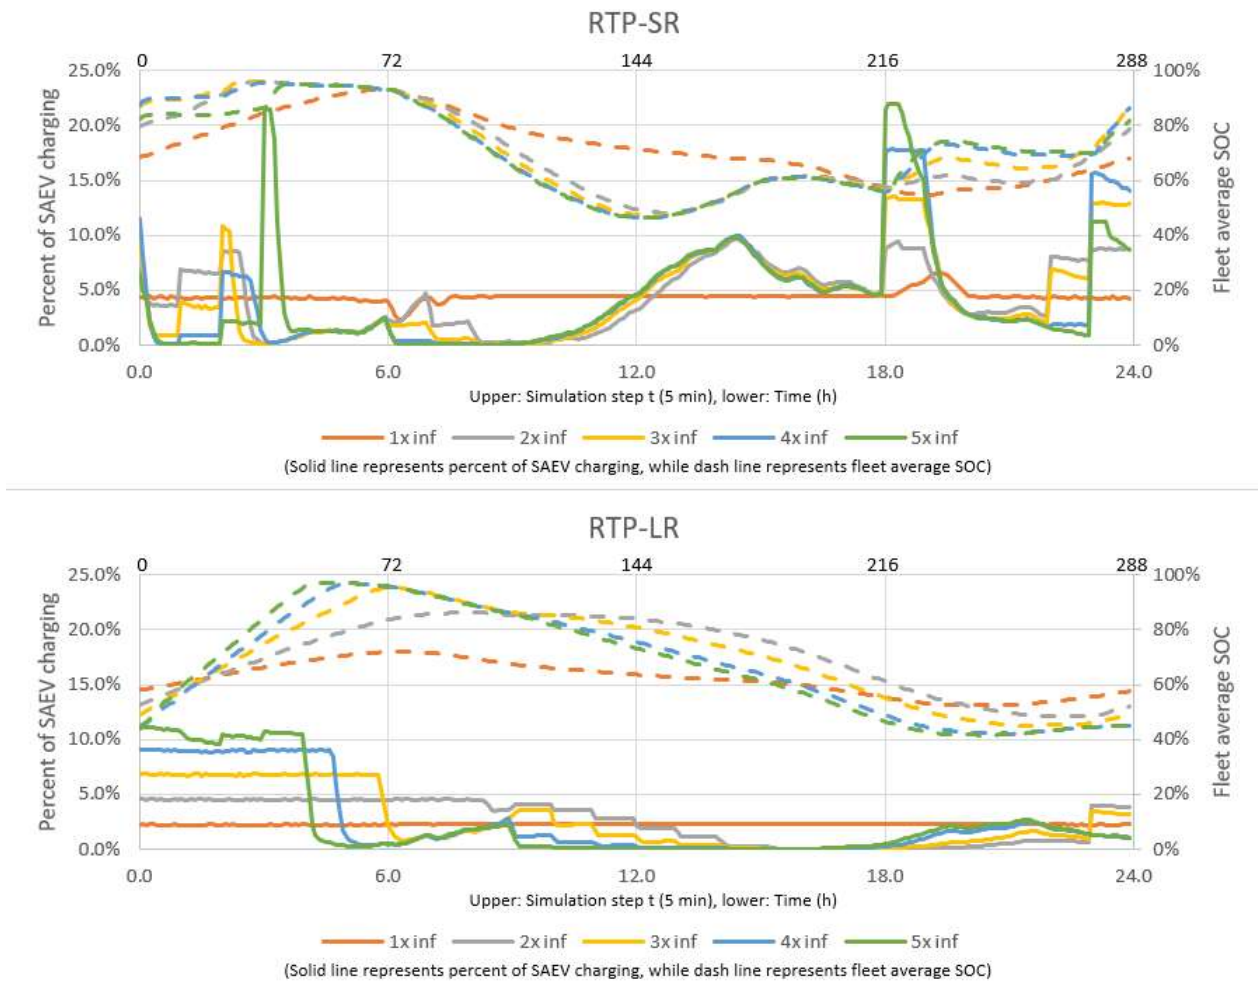 RTP-SR
0 72 144 216 288
25.0% 100%
20.0% 80%
15.0% 60%
10.0% 40%
5.0% 20%
0.0% 0%
Percent of SAEV charging
Fleet average SOC
0.0 6.0 12.0 18.0 24.0
Upper: Simulation step t (5 min), lower: Time (h)
1x inf 2x inf 3x inf 4x inf 5x inf
(Solid line represents percent of SAEV charging, while dash line represents fleet average SOC)
RTP-LR
0 72 144 216 288
25.0% 100%
20.0% 80%
15.0% 60%
10.0% 40%
5.0% 20%
0.0% 0%
Percent of SAEV charging
Fleet average SOC
0.0 6.0 12.0 18.0 24.0
Upper: Simulation step t (5 min), lower: Time (h)
1x inf 2x inf 3x inf 4x inf 5x inf
(Solid line represents percent of SAEV charging, while dash line represents fleet average SOC)